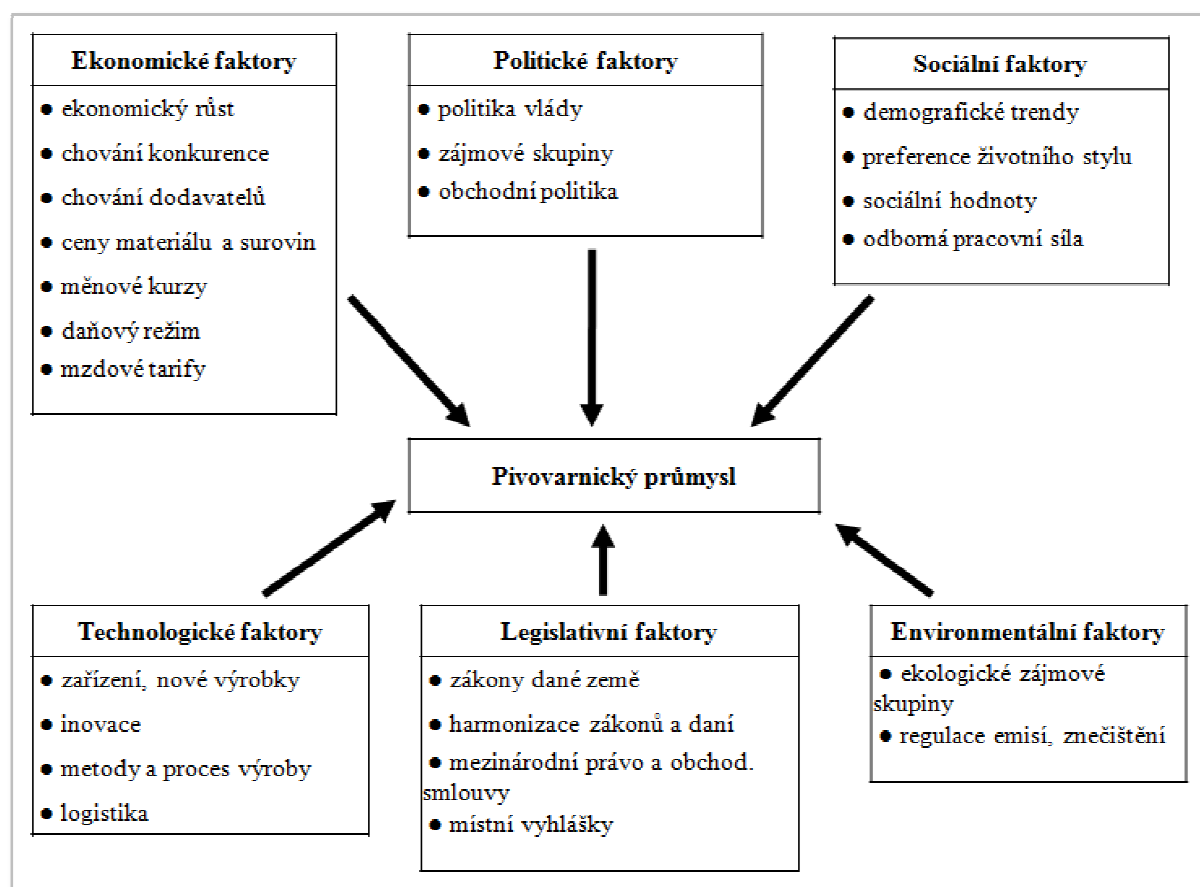 Ekonomické faktory
● ekonomický růst
● chování konkurence
● chování dodavatelů
● ceny materiálu a surovin
● měnové kurzy
● daňový režim
● mzdové tarify
Politické faktory
● politika vlády
● zájmové skupiny
● obchodní politika
Sociální faktory
● demografické trendy
● preference životního stylu
● sociální hodnoty
● odborná pracovní síla
Pivovarnický průmysl
Technologické faktory
● zařízení, nové výrobky
● inovace
● metody a proces výroby
● logistika
Legislativní faktory
● zákony dané země
● harmonizace zákonů a daní
● mezinárodní právo a obchod.
smlouvy
● místní vyhlášky
Environmentální faktory
● ekologické zájmové
skupiny
● regulace emisí, znečištění